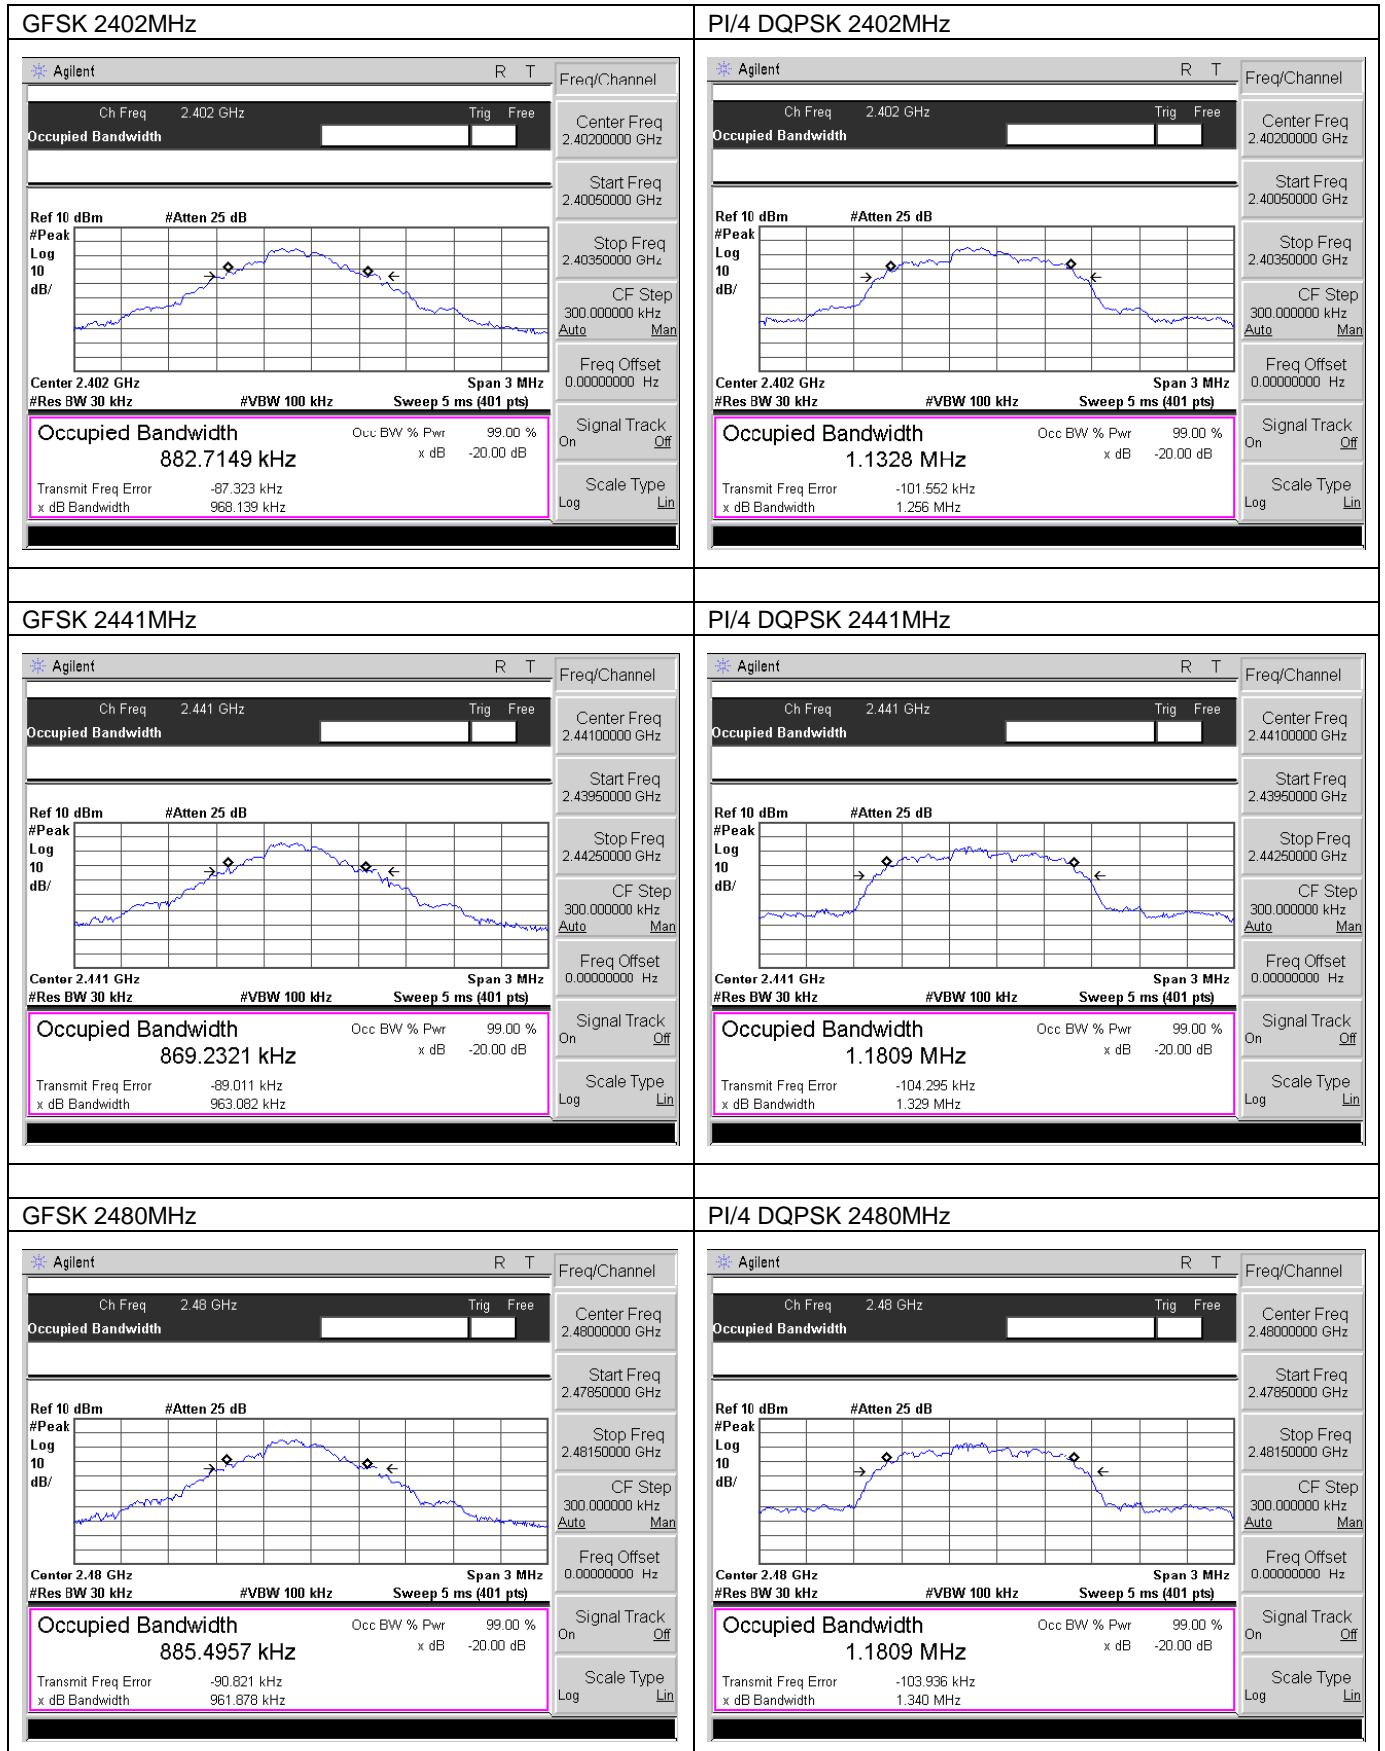 GFSK 2402MHz
PI/4 DQPSK 2402MHz
Agilent R T
Freq/Channel
Ch Freq 2.402 GHz Trig Free
Occupied Bandwidth
Center Freq
2.40200000 GHz
Start Freq
2.40050000 GHz
Stop Freq
2.40350000 GHz
CF Step
300.000000 kHz
Auto Man
Freq Offset
0.00000000 Hz
Signal Track
On Off
Scale Type
Log Lin
Ref 10 dBm #Atten 25 dB
#Peak
Log
10
dB/
Center 2.402 GHz Span 3 MHz
#Res BW 30 kHz #VBW 100 kHz Sweep 5 ms (401 pts)
Occupied Bandwidth Occ BW % Pwr 99.00 %
882.7149 kHz x dB -20.00 dB
Transmit Freq Error -87.323 kHz
x dB Bandwidth 968.139 kHz
Agilent R T
Freq/Channel
Ch Freq 2.402 GHz Trig Free
Occupied Bandwidth
Center Freq
2.40200000 GHz
Start Freq
2.40050000 GHz
Stop Freq
2.40350000 GHz
CF Step
300.000000 kHz
Auto Man
Freq Offset
0.00000000 Hz
Signal Track
On Off
Scale Type
Log Lin
Ref 10 dBm #Atten 25 dB
#Peak
Log
10
dB/
Center 2.402 GHz Span 3 MHz
#Res BW 30 kHz #VBW 100 kHz Sweep 5 ms (401 pts)
Occupied Bandwidth Occ BW % Pwr 99.00 %
1.1328 MHz x dB -20.00 dB
Transmit Freq Error -101.552 kHz
x dB Bandwidth 1.256 MHz
GFSK 2441MHz
PI/4 DQPSK 2441MHz
Agilent R T
Freq/Channel
Ch Freq 2.441 GHz Trig Free
Occupied Bandwidth
Center Freq
2.44100000 GHz
Start Freq
2.43950000 GHz
Stop Freq
2.44250000 GHz
CF Step
300.000000 kHz
Auto Man
Freq Offset
0.00000000 Hz
Signal Track
On Off
Scale Type
Log Lin
Ref 10 dBm #Atten 25 dB
#Peak
Log
10
dB/
Center 2.441 GHz Span 3 MHz
#Res BW 30 kHz #VBW 100 kHz Sweep 5 ms (401 pts)
Occupied Bandwidth Occ BW % Pwr 99.00 %
869.2321 kHz x dB -20.00 dB
Transmit Freq Error -89.011 kHz
x dB Bandwidth 963.082 kHz
Agilent R T
Freq/Channel
Ch Freq 2.441 GHz Trig Free
Occupied Bandwidth
Center Freq
2.44100000 GHz
Start Freq
2.43950000 GHz
Stop Freq
2.44250000 GHz
CF Step
300.000000 kHz
Auto Man
Freq Offset
0.00000000 Hz
Signal Track
On Off
Scale Type
Log Lin
Ref 10 dBm #Atten 25 dB
#Peak
Log
10
dB/
Center 2.441 GHz Span 3 MHz
#Res BW 30 kHz #VBW 100 kHz Sweep 5 ms (401 pts)
Occupied Bandwidth Occ BW % Pwr 99.00 %
1.1809 MHz x dB -20.00 dB
Transmit Freq Error -104.295 kHz
x dB Bandwidth 1.329 MHz
GFSK 2480MHz
PI/4 DQPSK 2480MHz
Agilent R T
Freq/Channel
Ch Freq 2.48 GHz Trig Free
Occupied Bandwidth
Center Freq
2.48000000 GHz
Start Freq
2.47850000 GHz
Stop Freq
2.48150000 GHz
CF Step
300.000000 kHz
Auto Man
Freq Offset
0.00000000 Hz
Signal Track
On Off
Scale Type
Log Lin
Ref 10 dBm #Atten 25 dB
#Peak
Log
10
dB/
Center 2.48 GHz Span 3 MHz
#Res BW 30 kHz #VBW 100 kHz Sweep 5 ms (401 pts)
Occupied Bandwidth Occ BW % Pwr 99.00 %
885.4957 kHz x dB -20.00 dB
Transmit Freq Error -90.821 kHz
x dB Bandwidth 961.878 kHz
Agilent R T
Freq/Channel
Ch Freq 2.48 GHz Trig Free
Occupied Bandwidth
Center Freq
2.48000000 GHz
Start Freq
2.47850000 GHz
Stop Freq
2.48150000 GHz
CF Step
300.000000 kHz
Auto Man
Freq Offset
0.00000000 Hz
Signal Track
On Off
Scale Type
Log Lin
Ref 10 dBm #Atten 25 dB
#Peak
Log
10
dB/
Center 2.48 GHz Span 3 MHz
#Res BW 30 kHz #VBW 100 kHz Sweep 5 ms (401 pts)
Occupied Bandwidth Occ BW % Pwr 99.00 %
1.1809 MHz x dB -20.00 dB
Transmit Freq Error -103.936 kHz
x dB Bandwidth 1.340 MHz